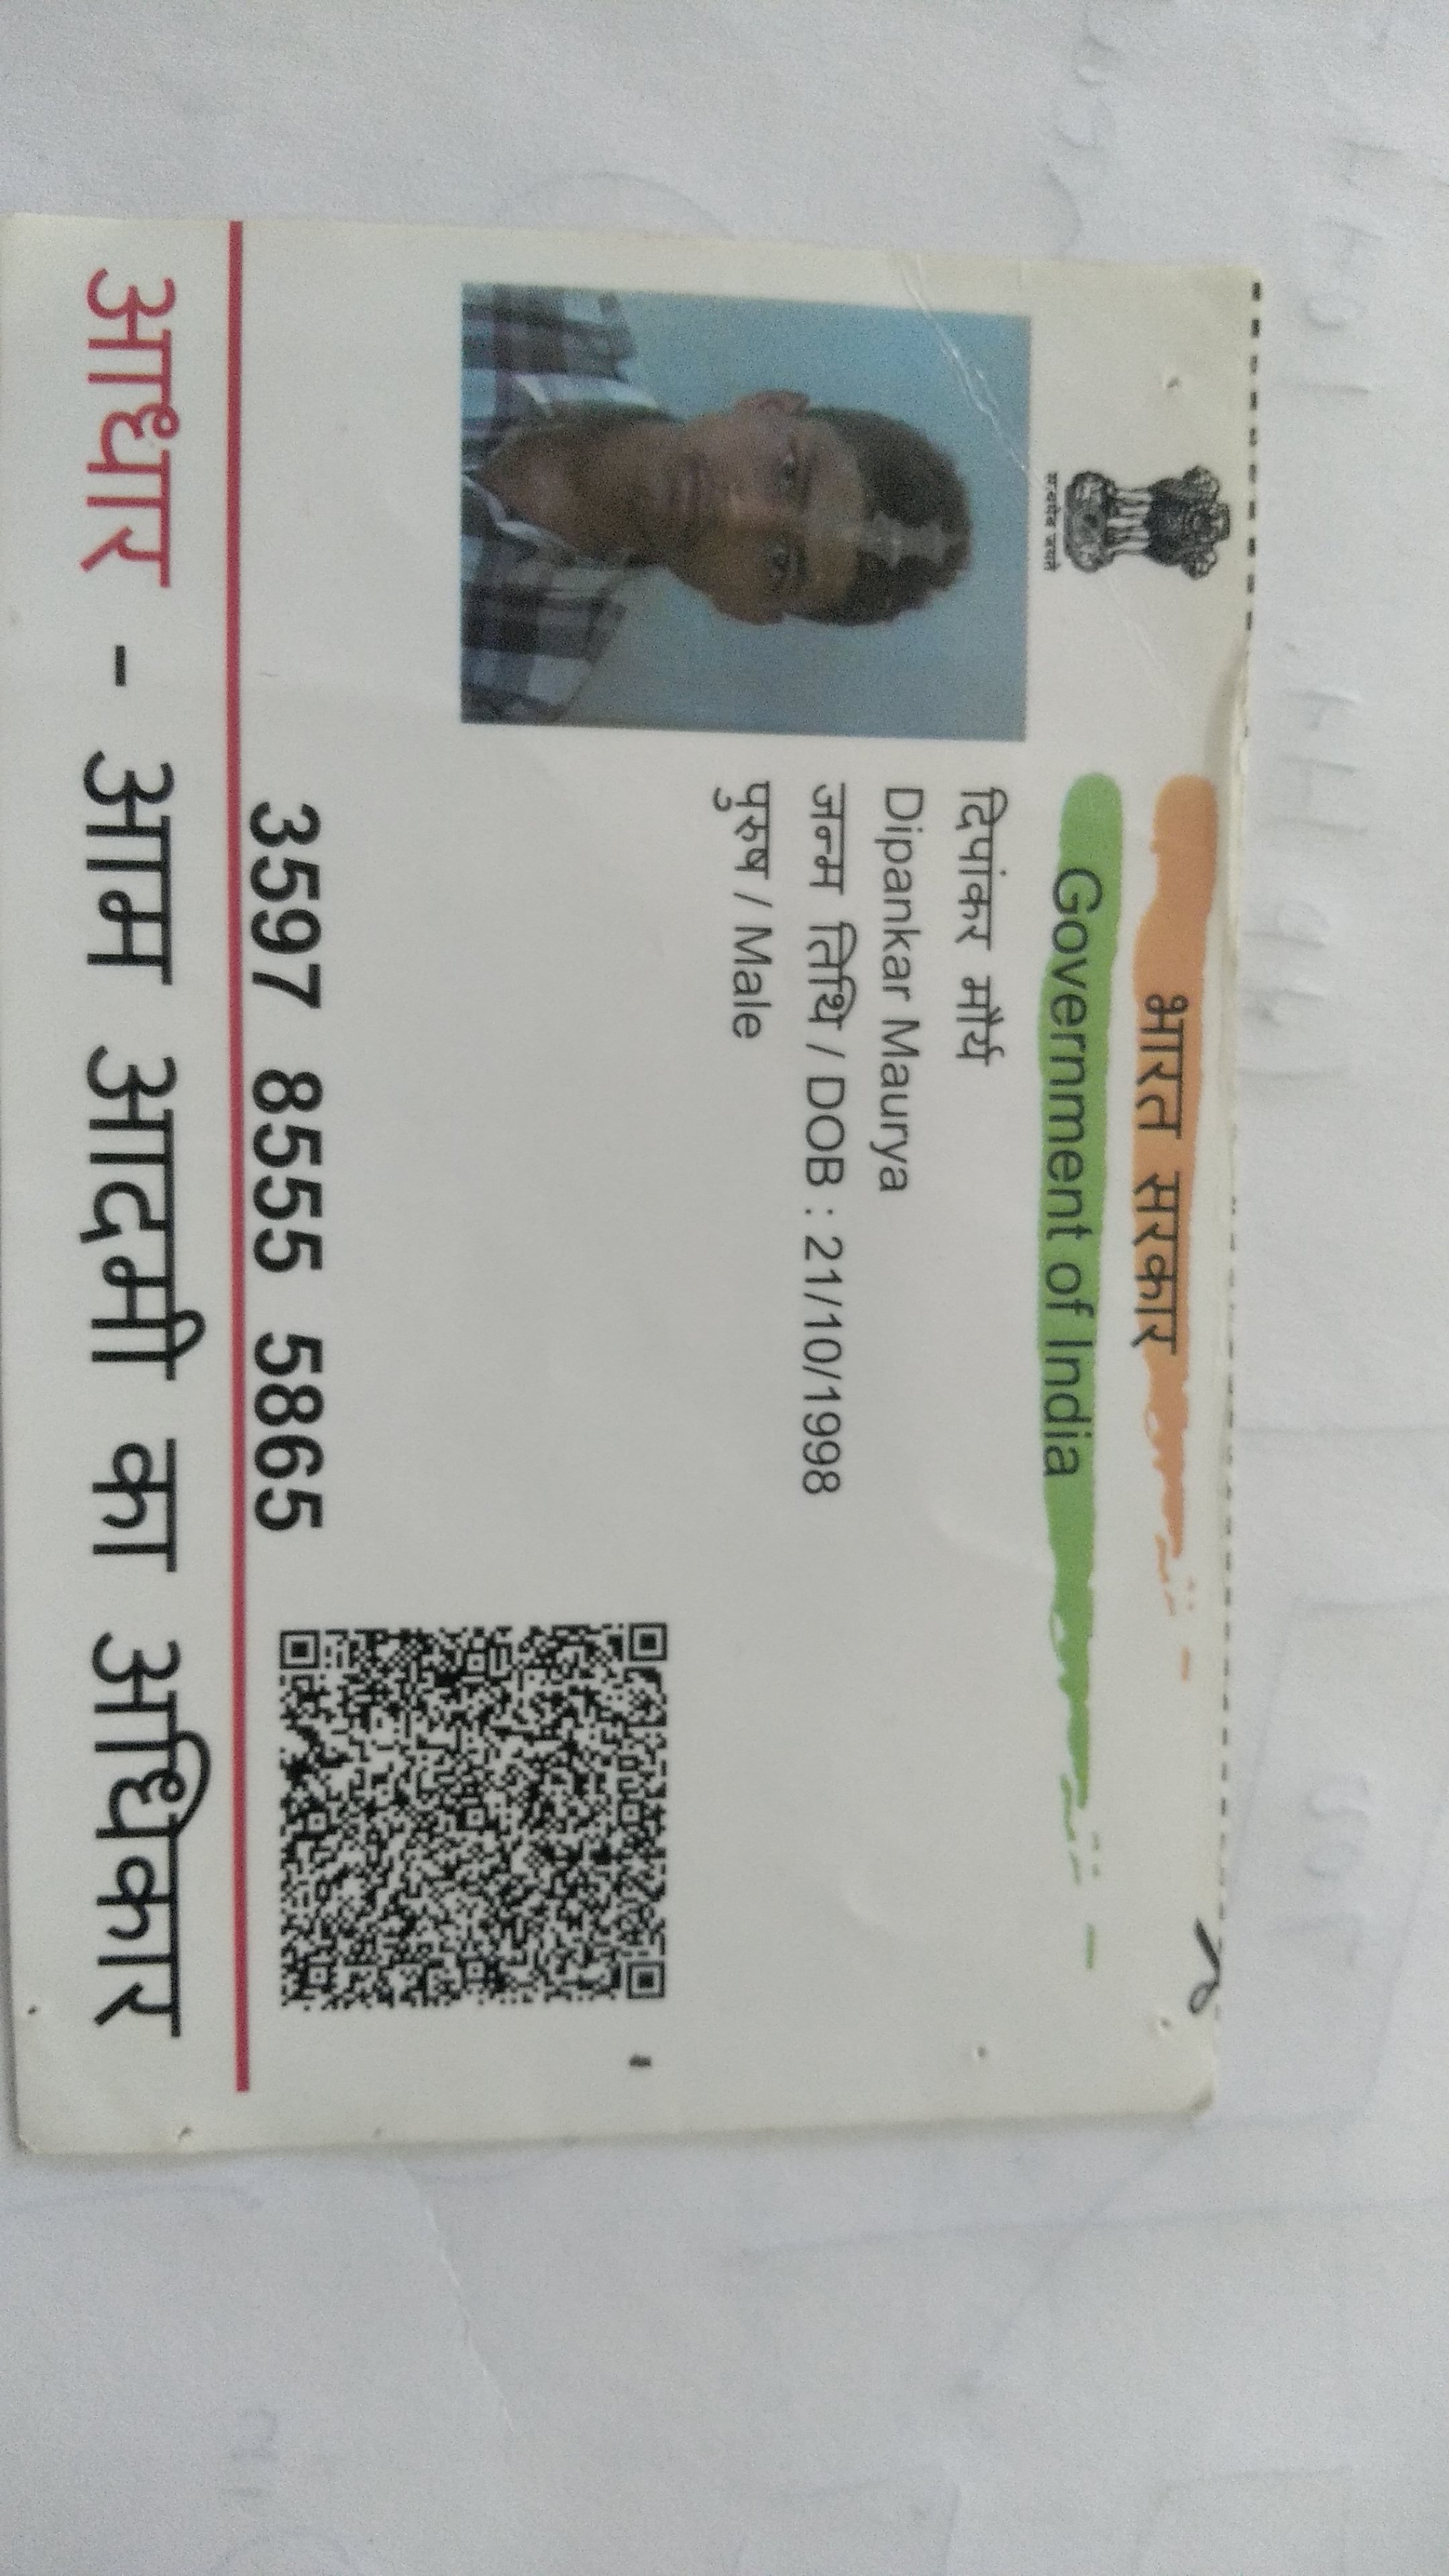 सत्यमेव जयते
भारत सरकार
Government of India
दिपांकर मौर्य
Dipankar Maurya
जन्म तिथि / DOB : 21/10/1998
पुरुष / Male
3597 8555 5865
आधार - आम आदमी का अधिकार